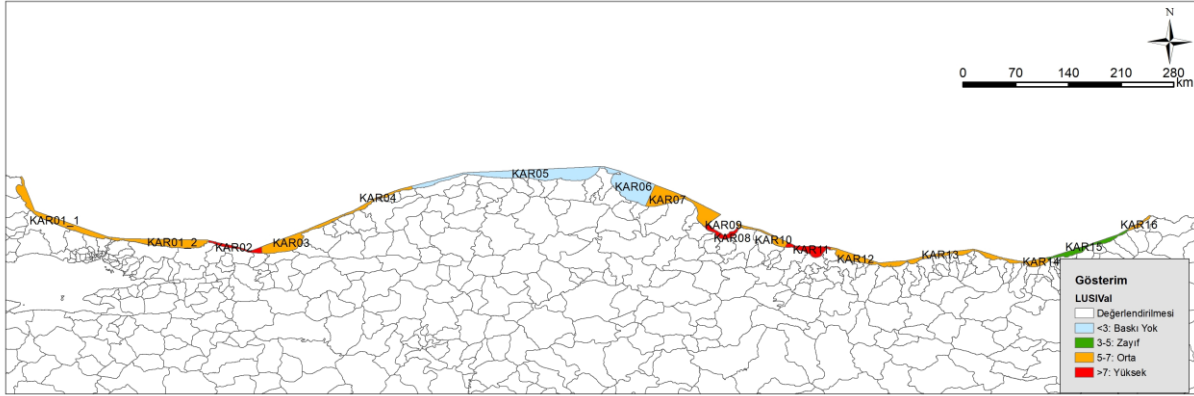 N
0 70 140 210 280
km
KAR05
KAR06
KAR04
KAR07
KAR01_1
KAR09
KAR16
KAR08
KAR01_2
KAR02
KAR03
KAR10
KAR11
KAR15
KAR12
KAR13
KAR14
Gösterim
LUSIVal
Değerlendirilmesi
<3: Baskı Yok
3-5: Zayıf
5-7: Orta
>7: Yüksek